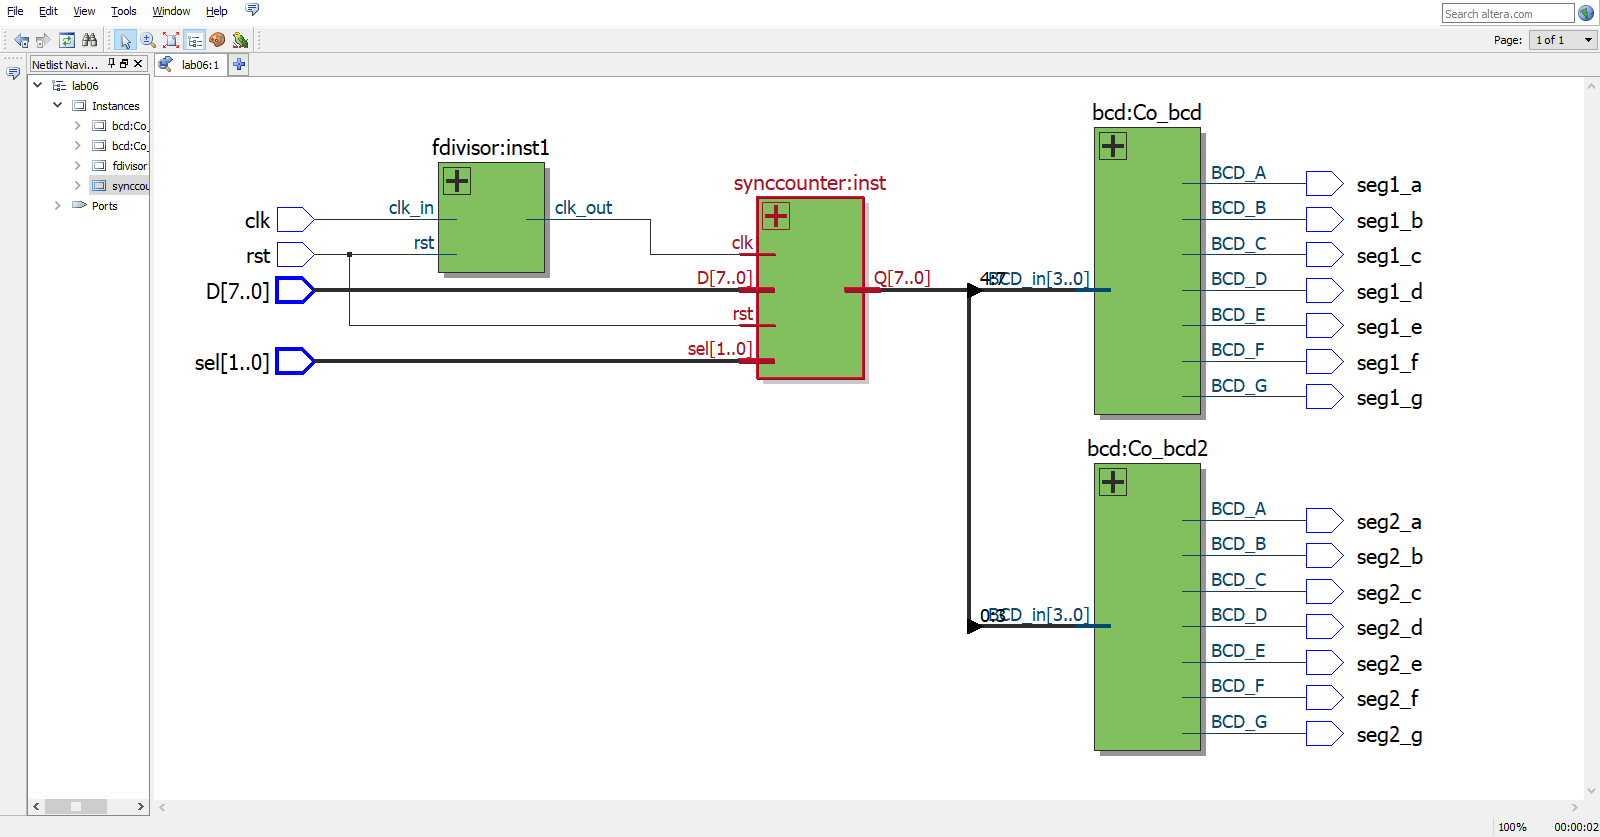 File Edit View Tools Window Help
Search altera.com
Page: 1 of 1
Netlist Navi...
lab06:1
lab06
Instances
bcd:Co_
bcd:Co_
fdivisor
synccou
Ports
fdivisor:inst1
clk_in
clk_out
rst
clk
rst
D[7..0]
sel[1..0]
synccounter:inst
clk
D[7..0]
rst
sel[1..0]
Q[7..0]
bcd:Co_bcd
4:7
BCD_in[3..0]
BCD_A seg1_a
BCD_B seg1_b
BCD_C seg1_c
BCD_D seg1_d
BCD_E seg1_e
BCD_F seg1_f
BCD_G seg1_g
bcd:Co_bcd2
0:3
BCD_in[3..0]
BCD_A seg2_a
BCD_B seg2_b
BCD_C seg2_c
BCD_D seg2_d
BCD_E seg2_e
BCD_F seg2_f
BCD_G seg2_g
100% 00:00:02